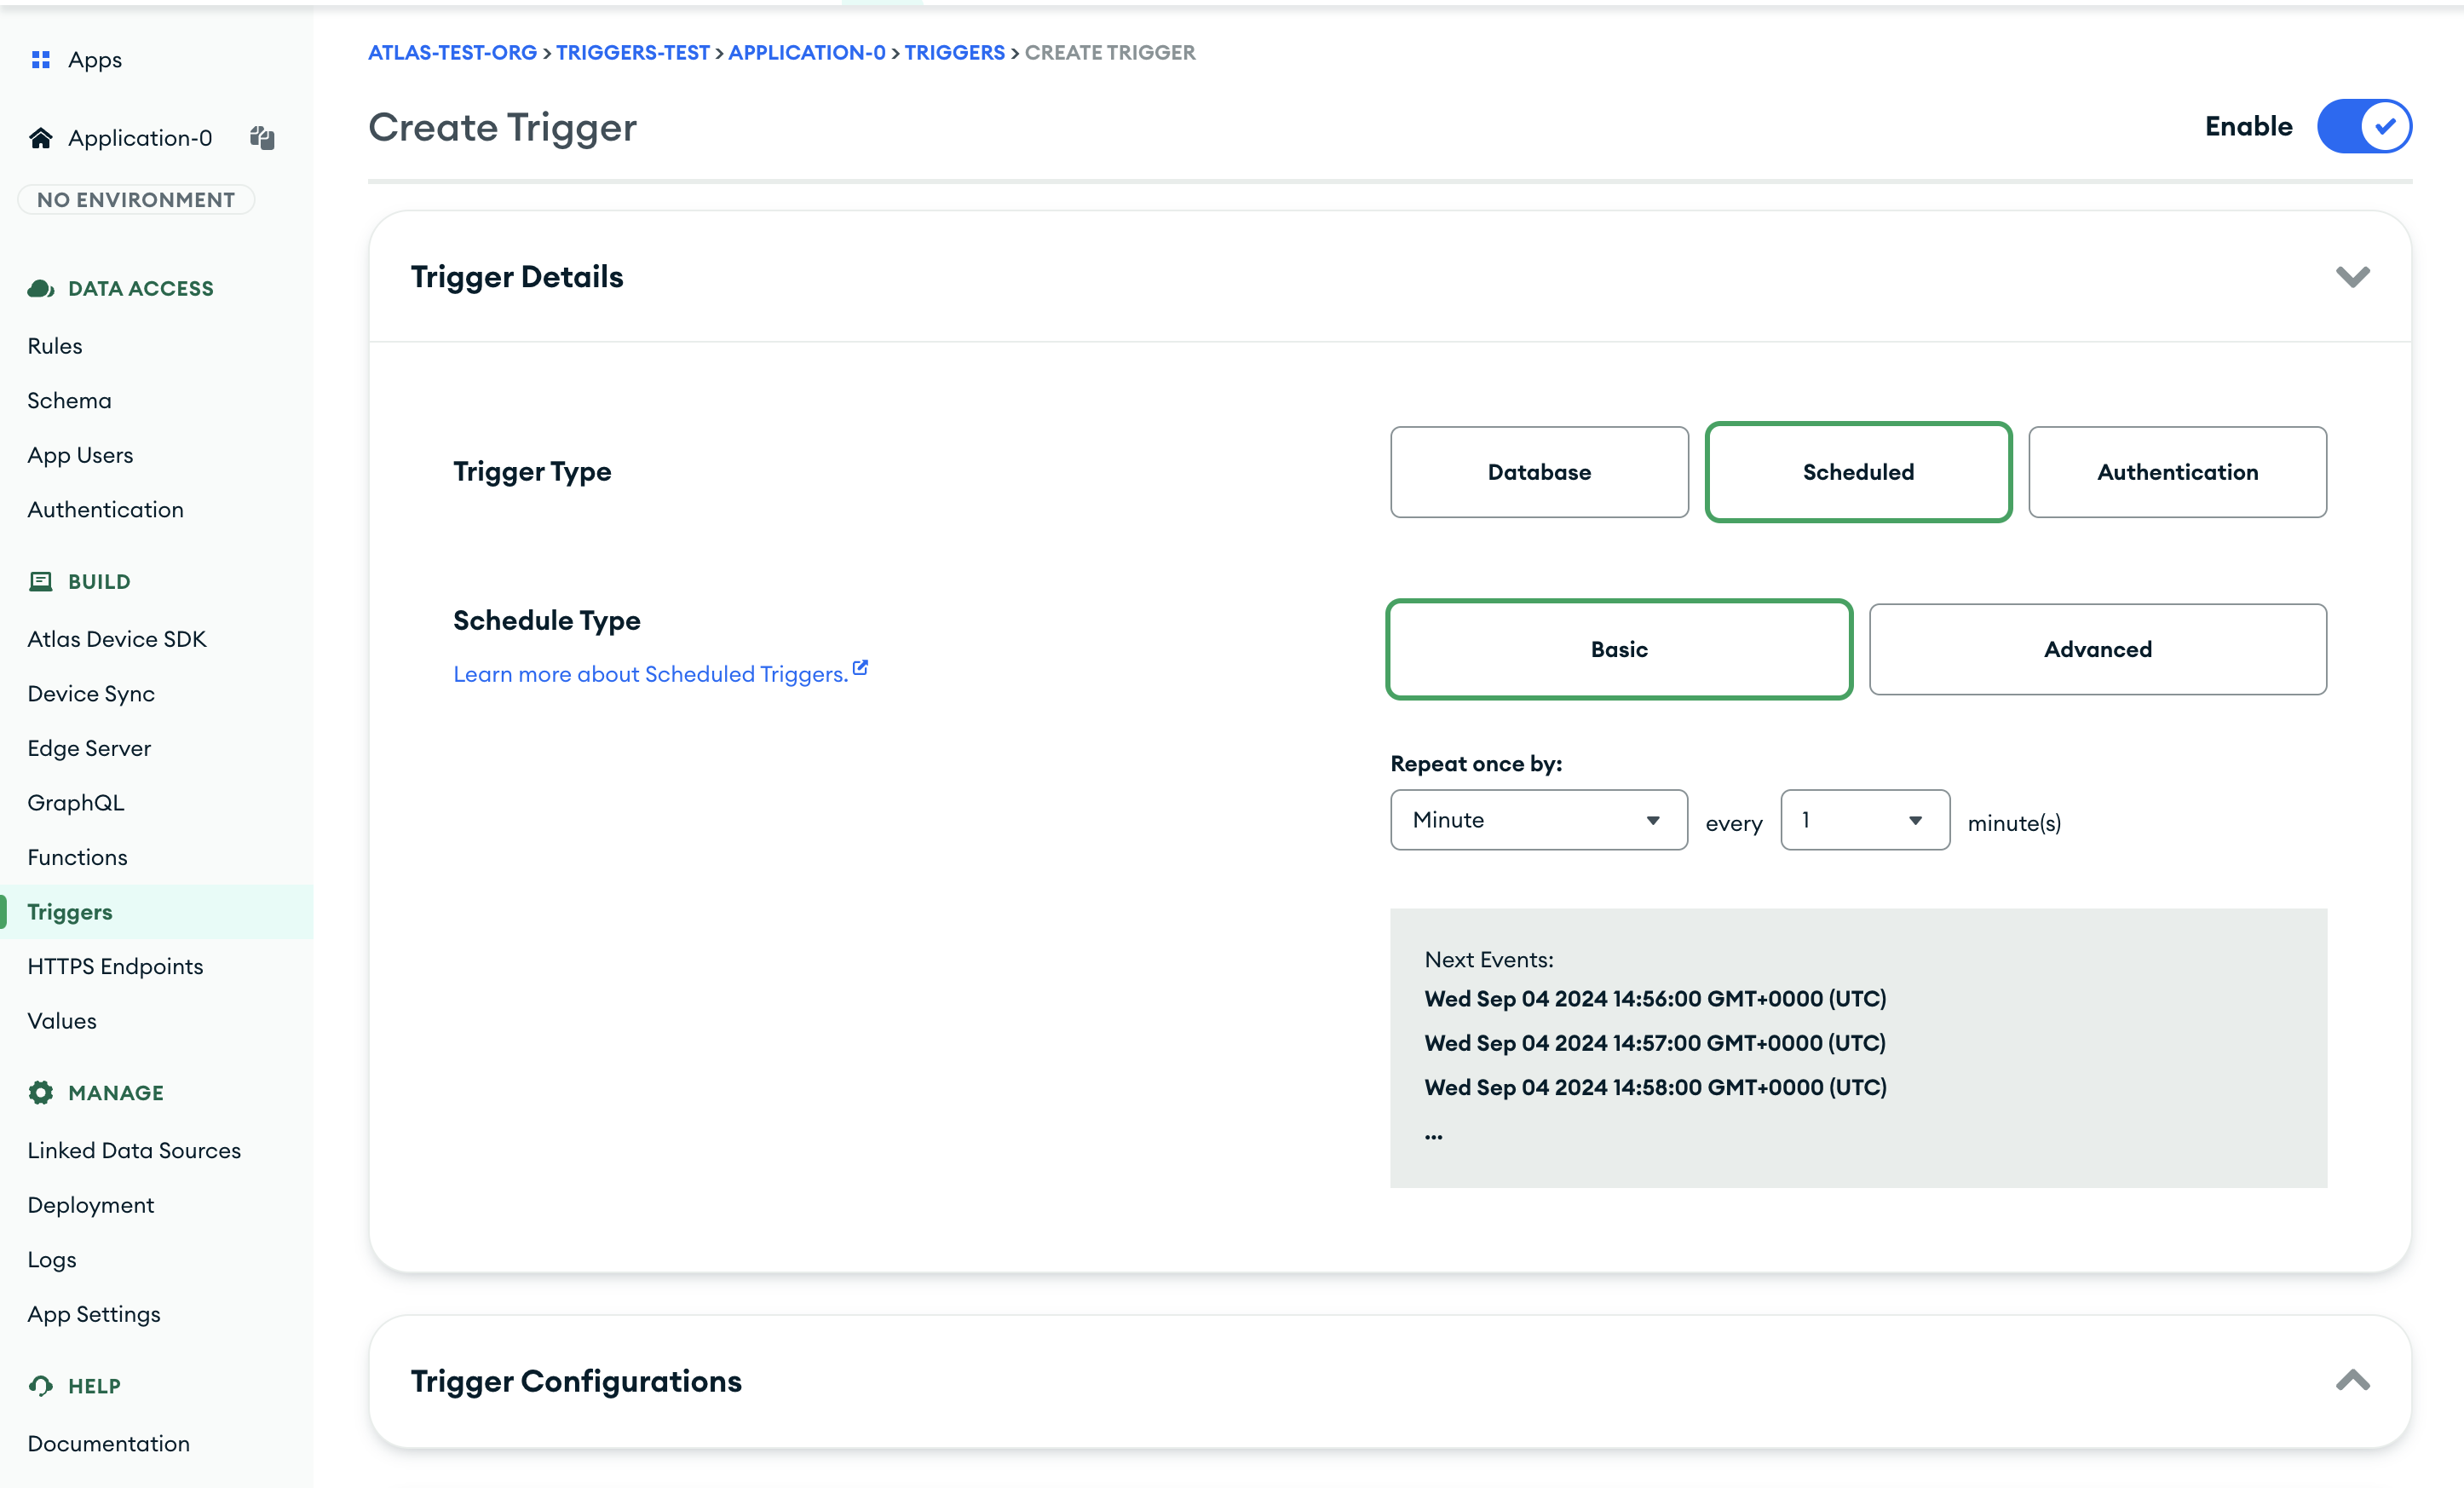 Apps
Application-0
NO ENVIRONMENT
DATA ACCESS
Rules
Schema
App Users
Authentication
BUILD
Atlas Device SDK
Device Sync
Edge Server
GraphQL
Functions
Triggers
HTTPS Endpoints
Values
MANAGE
Linked Data Sources
Deployment
Logs
App Settings
HELP
Documentation
ATLAS-TEST-ORG > TRIGGERS-TEST > APPLICATION-0 > TRIGGERS > CREATE TRIGGER
Create Trigger
Enable
Trigger Details
Trigger Type
Database
Scheduled
Authentication
Schedule Type
Learn more about Scheduled Triggers.
Basic
Advanced
Repeat once by:
Minute every 1 minute(s)
Next Events:
Wed Sep 04 2024 14:56:00 GMT+0000 (UTC)
Wed Sep 04 2024 14:57:00 GMT+0000 (UTC)
Wed Sep 04 2024 14:58:00 GMT+0000 (UTC)
...
Trigger Configurations